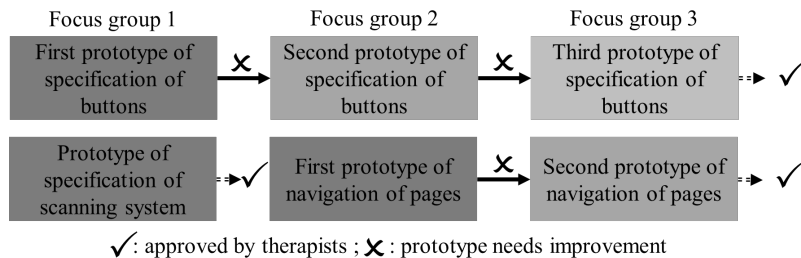 Focus group 1
Focus group 2
Focus group 3
First prototype of
specification of
buttons
Second prototype of
specification of
buttons
Third prototype of
specification of
buttons
Prototype of
specification of
scanning system
First prototype of
navigation of pages
Second prototype of
navigation of pages
✓: approved by therapists ; ✗ : prototype needs improvement